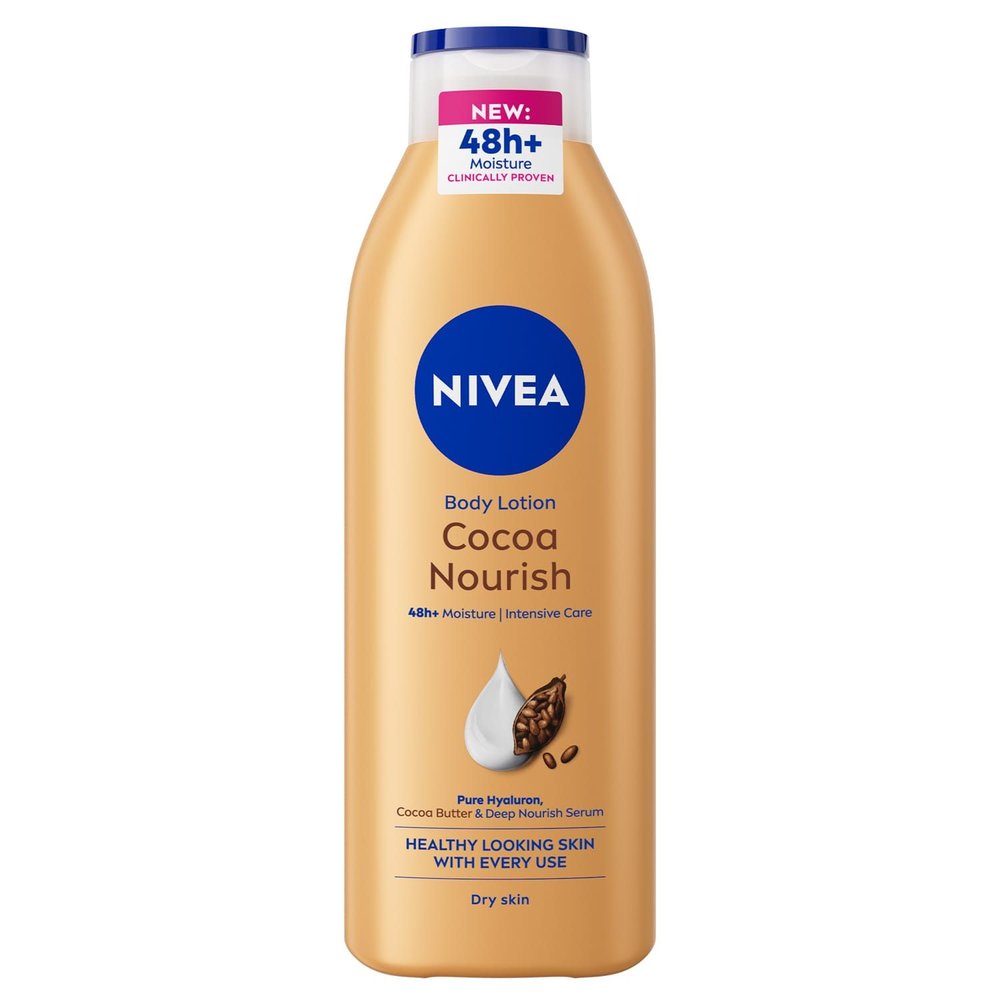 NEW:
48h+
Moisture
CLINICALLY PROVEN
NIVEA
Body Lotion
Cocoa
Nourish
48h+ Moisture | Intensive Care
Pure Hyaluron,
Cocoa Butter & Deep Nourish Serum
HEALTHY LOOKING SKIN
WITH EVERY USE
Dry skin